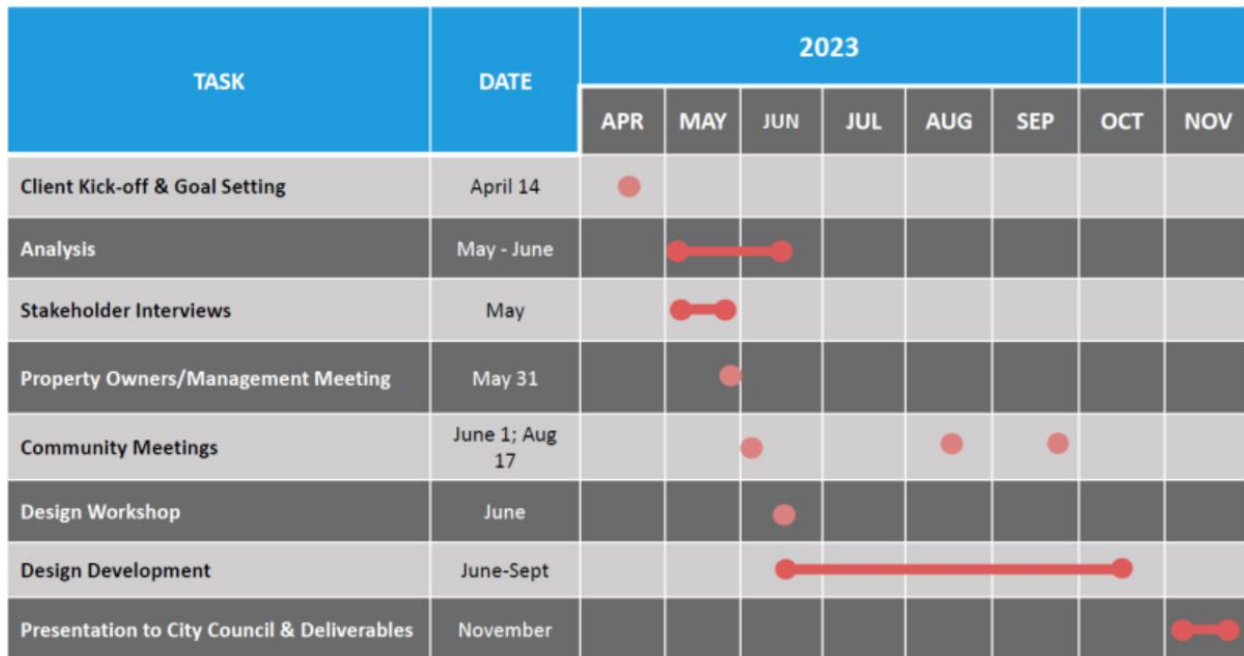 TASK
DATE
2023
APR
MAY
JUN
JUL
AUG
SEP
OCT
NOV
Client Kick-off & Goal Setting
April 14
Analysis
May - June
Stakeholder Interviews
May
Property Owners/Management Meeting
May 31
Community Meetings
June 1; Aug
17
Design Workshop
June
Design Development
June-Sept
Presentation to City Council & Deliverables
November